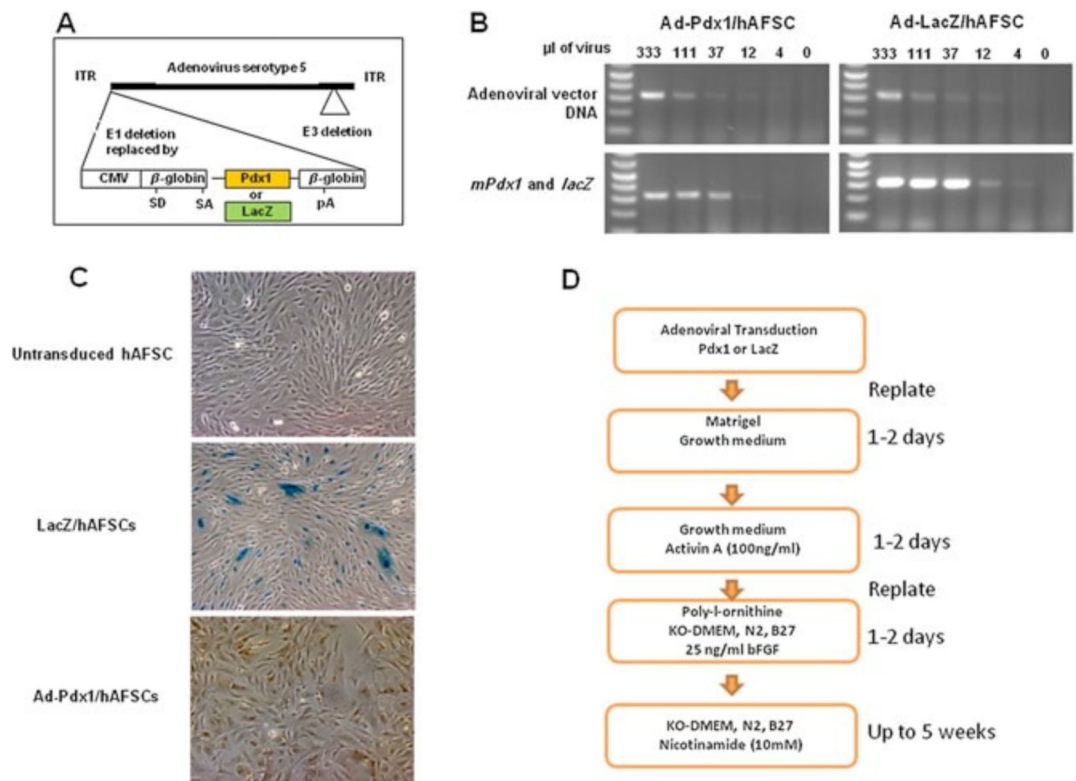 A
ITR
Adenovirus serotype 5
ITR
E1 deletion
replaced by
E3 deletion
CMV
β-globin
Pdx1
β-globin
SD
SA
or
pA
LacZ
B
Ad-Pdx1/hAFSC
Ad-LacZ/hAFSC
µl of virus
333 111 37 12 4 0
333 111 37 12 4 0
Adenoviral vector
DNA
mPdx1 and lacZ
C
Untransduced hAFSC
LacZ/hAFSCs
Ad-Pdx1/hAFSCs
D
Adenoviral Transduction
Pdx1 or LacZ
Replate
Matrigel
Growth medium
1-2 days
Growth medium
Activin A (100ng/ml)
1-2 days
Replate
Poly-l-ornithine
KO-DMEM, N2, B27
25 ng/ml bFGF
1-2 days
KO-DMEM, N2, B27
Nicotinamide (10mM)
Up to 5 weeks